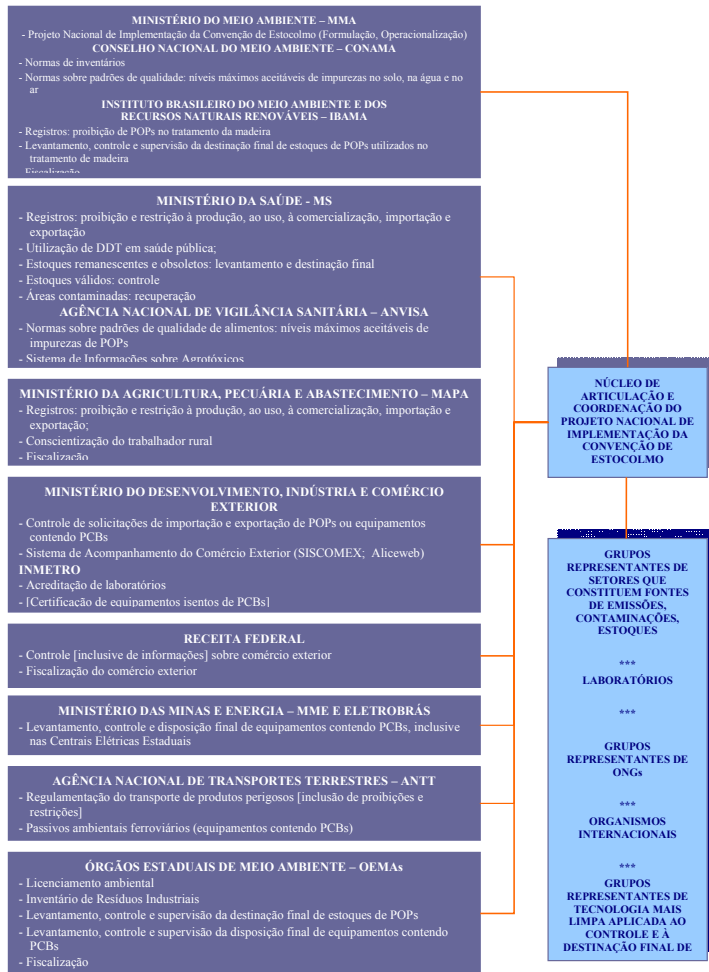 MINISTÉRIO DO MEIO AMBIENTE – MMA
- Projeto Nacional de Implementação da Convenção de Estocolmo (Formulação, Operacionalização)
CONSELHO NACIONAL DO MEIO AMBIENTE – CONAMA
- Normas de inventários
- Normas sobre padrões de qualidade: níveis máximos aceitáveis de impurezas no solo, na água e no
ar
INSTITUTO BRASILEIRO DO MEIO AMBIENTE E DOS
RECURSOS NATURAIS RENOVÁVEIS – IBAMA
- Registros: proibição de POPs no tratamento da madeira
- Levantamento, controle e supervisão da destinação final de estoques de POPs utilizados no
tratamento de madeira
- Fiscalização
MINISTÉRIO DA SAÚDE - MS
- Registros: proibição e restrição à produção, ao uso, à comercialização, importação e
exportação
- Utilização de DDT em saúde pública;
- Estoques remanescentes e obsoletos: levantamento e destinação final
- Estoques válidos: controle
- Áreas contaminadas: recuperação
AGÊNCIA NACIONAL DE VIGILÂNCIA SANITÁRIA – ANVISA
- Normas sobre padrões de qualidade de alimentos: níveis máximos aceitáveis de
impurezas de POPs
- Sistema de Informações sobre Agrotóxicos
MINISTÉRIO DA AGRICULTURA, PECUÁRIA E ABASTECIMENTO – MAPA
- Registros: proibição e restrição à produção, ao uso, à comercialização, importação e
exportação;
- Conscientização do trabalhador rural
- Fiscalização
MINISTÉRIO DO DESENVOLVIMENTO, INDÚSTRIA E COMÉRCIO
EXTERIOR
- Controle de solicitações de importação e exportação de POPs ou equipamentos
contendo PCBs
- Sistema de Acompanhamento do Comércio Exterior (SISCOMEX; Aliceweb)
INMETRO
- Acreditação de laboratórios
- [Certificação de equipamentos isentos de PCBs]
RECEITA FEDERAL
- Controle [inclusive de informações] sobre comércio exterior
- Fiscalização do comércio exterior
MINISTÉRIO DAS MINAS E ENERGIA – MME E ELETROBRÁS
- Levantamento, controle e disposição final de equipamentos contendo PCBs, inclusive
nas Centrais Elétricas Estaduais
AGÊNCIA NACIONAL DE TRANSPORTES TERRESTRES – ANTT
- Regulamentação do transporte de produtos perigosos [inclusão de proibições e
restrições]
- Passivos ambientais ferroviários (equipamentos contendo PCBs)
ÓRGÃOS ESTADUAIS DE MEIO AMBIENTE – OEMAs
- Licenciamento ambiental
- Inventário de Resíduos Industriais
- Levantamento, controle e supervisão da destinação final de estoques de POPs
- Levantamento, controle e supervisão da disposição final de equipamentos contendo
PCBs
- Fiscalização
NÚCLEO DE
ARTICULAÇÃO E
COORDENAÇÃO DO
PROJETO NACIONAL DE
IMPLEMENTAÇÃO DA
CONVENÇÃO DE
ESTOCOLMO
GRUPOS
REPRESENTANTES DE
SETORES QUE
CONSTITUEM FONTES
DE EMISSÕES,
CONTAMINAÇÕES,
ESTOQUES
***
LABORATÓRIOS
***
GRUPOS
REPRESENTANTES DE
ONGs
***
ORGANISMOS
INTERNACIONAIS
***
GRUPOS
REPRESENTANTES DE
TECNOLOGIA MAIS
LIMPA APLICADA AO
CONTROLE E À
DESTINAÇÃO FINAL DE